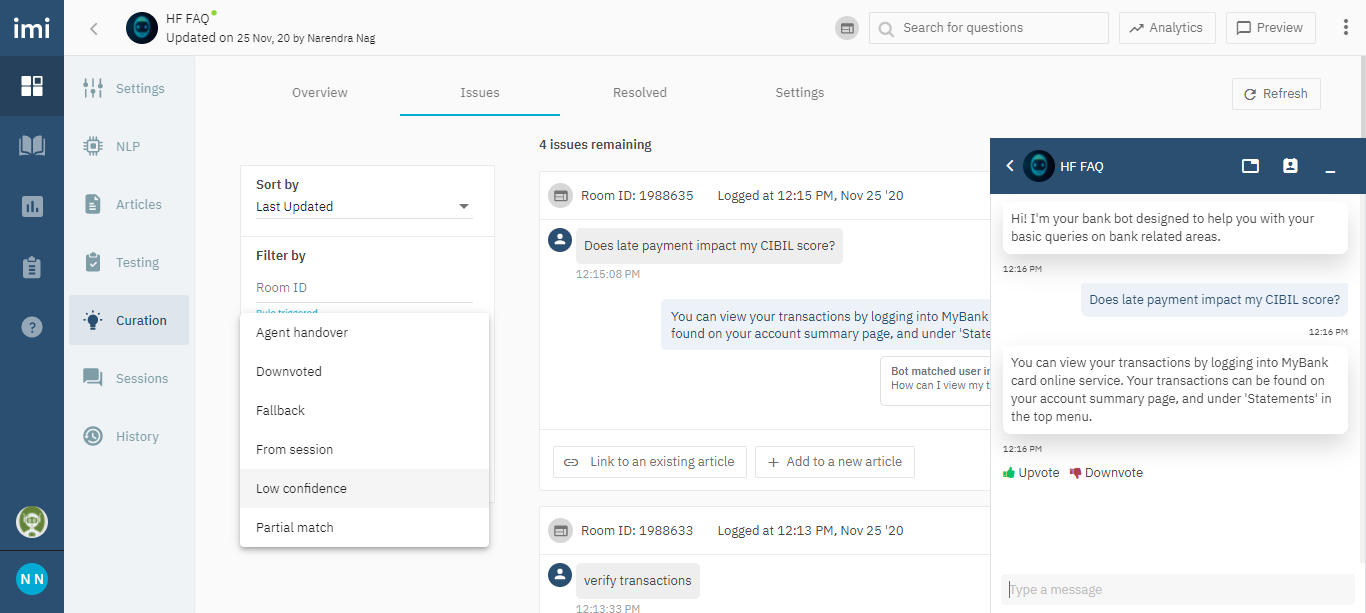 imi
HF FAQ
Updated on 25 Nov, 20 by Narendra Nag
Search for questions
Analytics
Preview
Settings
NLP
Articles
Testing
Curation
Sessions
History
N N
Overview
Issues
Resolved
Settings
Refresh
Sort by
Last Updated
Filter by
Room ID
Rule triggered
Agent handover
Downvoted
Fallback
From session
Low confidence
Partial match
4 issues remaining
Room ID: 1988635 Logged at 12:15 PM, Nov 25 '20
Does late payment impact my CIBIL score?
12:15:08 PM
You can view your transactions by logging into MyBank
found on your account summary page, and under 'State
Bot matched user in
How can I view my t
Link to an existing article
Add to a new article
Room ID: 1988633 Logged at 12:13 PM, Nov 25 '20
verify transactions
12:13:33 PM
HF FAQ
Hi! I'm your bank bot designed to help you with your
basic queries on bank related areas.
12:16 PM
Does late payment impact my CIBIL score?
12:16 PM
You can view your transactions by logging into MyBank
card online service. Your transactions can be found on
your account summary page, and under 'Statements' in
the top menu.
12:16 PM
Upvote Downvote
Type a message